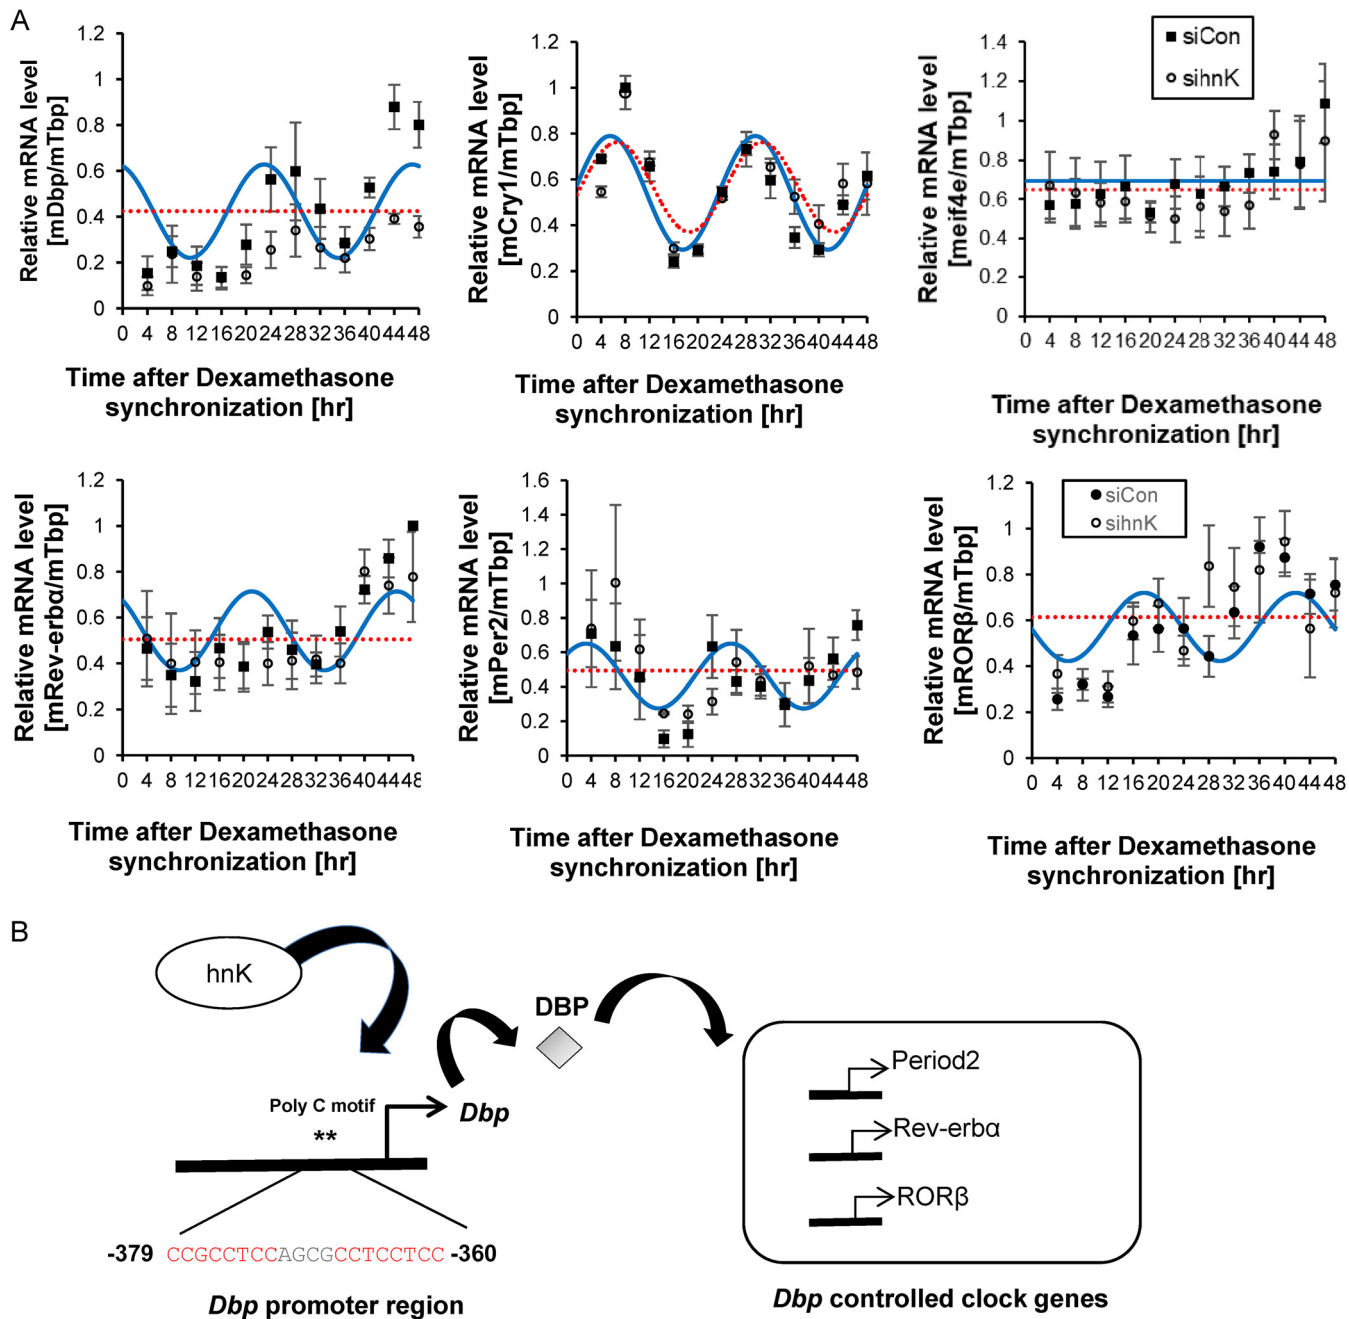 A
Relative mRNA level
[mDbp/mTbp]
1.2
1
0.8
0.6
0.4
0.2
0
0 4 8 12 16 20 24 28 32 36 40 44 48
Time after Dexamethasone
synchronization [hr]
Relative mRNA level
[mCry1/mTbp]
1.2
1
0.8
0.6
0.4
0.2
0
0 4 8 12 16 20 24 28 32 36 40 44 48
Time after Dexamethasone
synchronization [hr]
siCon
sihnK
Relative mRNA level
[meif4e/mTbp]
1.4
1.2
1
0.8
0.6
0.4
0.2
0
0 4 8 12 16 20 24 28 32 36 40 44 48
Time after Dexamethasone
synchronization [hr]
Relative mRNA level
[mRev-erbα/mTbp]
1.2
1
0.8
0.6
0.4
0.2
0
0 4 8 12 16 20 24 28 32 36 40 44 48
Time after Dexamethasone
synchronization [hr]
Relative mRNA level
[mPer2/mTbp]
1.6
1.4
1.2
1
0.8
0.6
0.4
0.2
0
0 4 8 12 16 20 24 28 32 36 40 44 48
Time after Dexamethasone
synchronization [hr]
siCon
sihnK
Relative mRNA level
[mRORβ/mTbp]
1.2
1
0.8
0.6
0.4
0.2
0
0 4 8 12 16 20 24 28 32 36 40 44 48
Time after Dexamethasone
synchronization [hr]
B
hnK
Poly C motif
**
Dbp
DBP
Period2
Rev-erbα
RORβ
-379 CCGCCTCCAGCGCCTCCTCC -360
Dbp promoter region
Dbp controlled clock genes